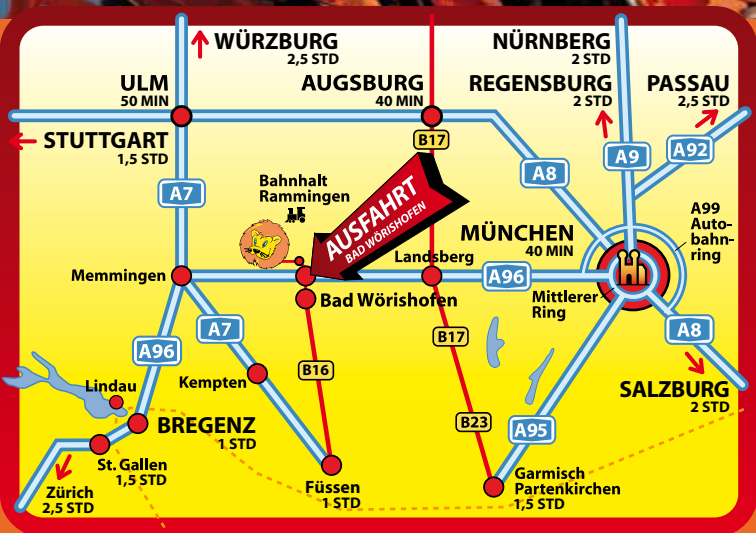 WÜRZBURG
2,5 STD
NÜRNBERG
2 STD
ULM
50 MIN
AUGSBURG
40 MIN
REGENSBURG
2 STD
PASSAU
2,5 STD
STUTTGART
1,5 STD
B17
A9
A92
A8
A7
Bahnhalt
Rammingen
AUSFAHRT
BAD WÖRISHOFEN
MÜNCHEN
40 MIN
A99
Auto-
bahn-
ring
Memmingen
Landsberg
A96
Mittlerer
Ring
Bad Wörishofen
A7
A96
B16
B17
A8
Lindau
Kempten
SALZBURG
2 STD
BREGENZ
1 STD
B23
A95
St. Gallen
1,5 STD
Zürich
2,5 STD
Füssen
1 STD
Garmisch
Partenkirchen
1,5 STD